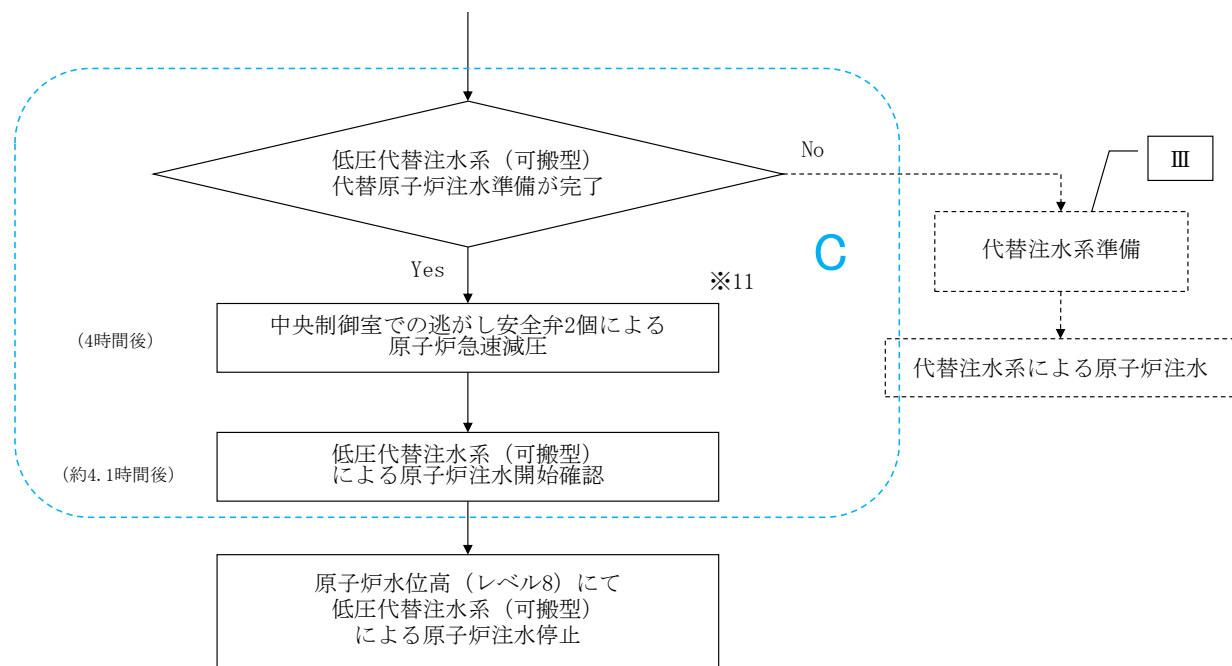 低圧代替注水系（可搬型）
代替原子炉注水準備が完了
No
Ⅲ
代替注水系準備
C
Yes
※11
（4時間後）
中央制御室での逃がし安全弁2個による
原子炉急速減圧
代替注水系による原子炉注水
（約4.1時間後）
低圧代替注水系（可搬型）
による原子炉注水開始確認
原子炉水位高（レベル8）にて
低圧代替注水系（可搬型）
による原子炉注水停止